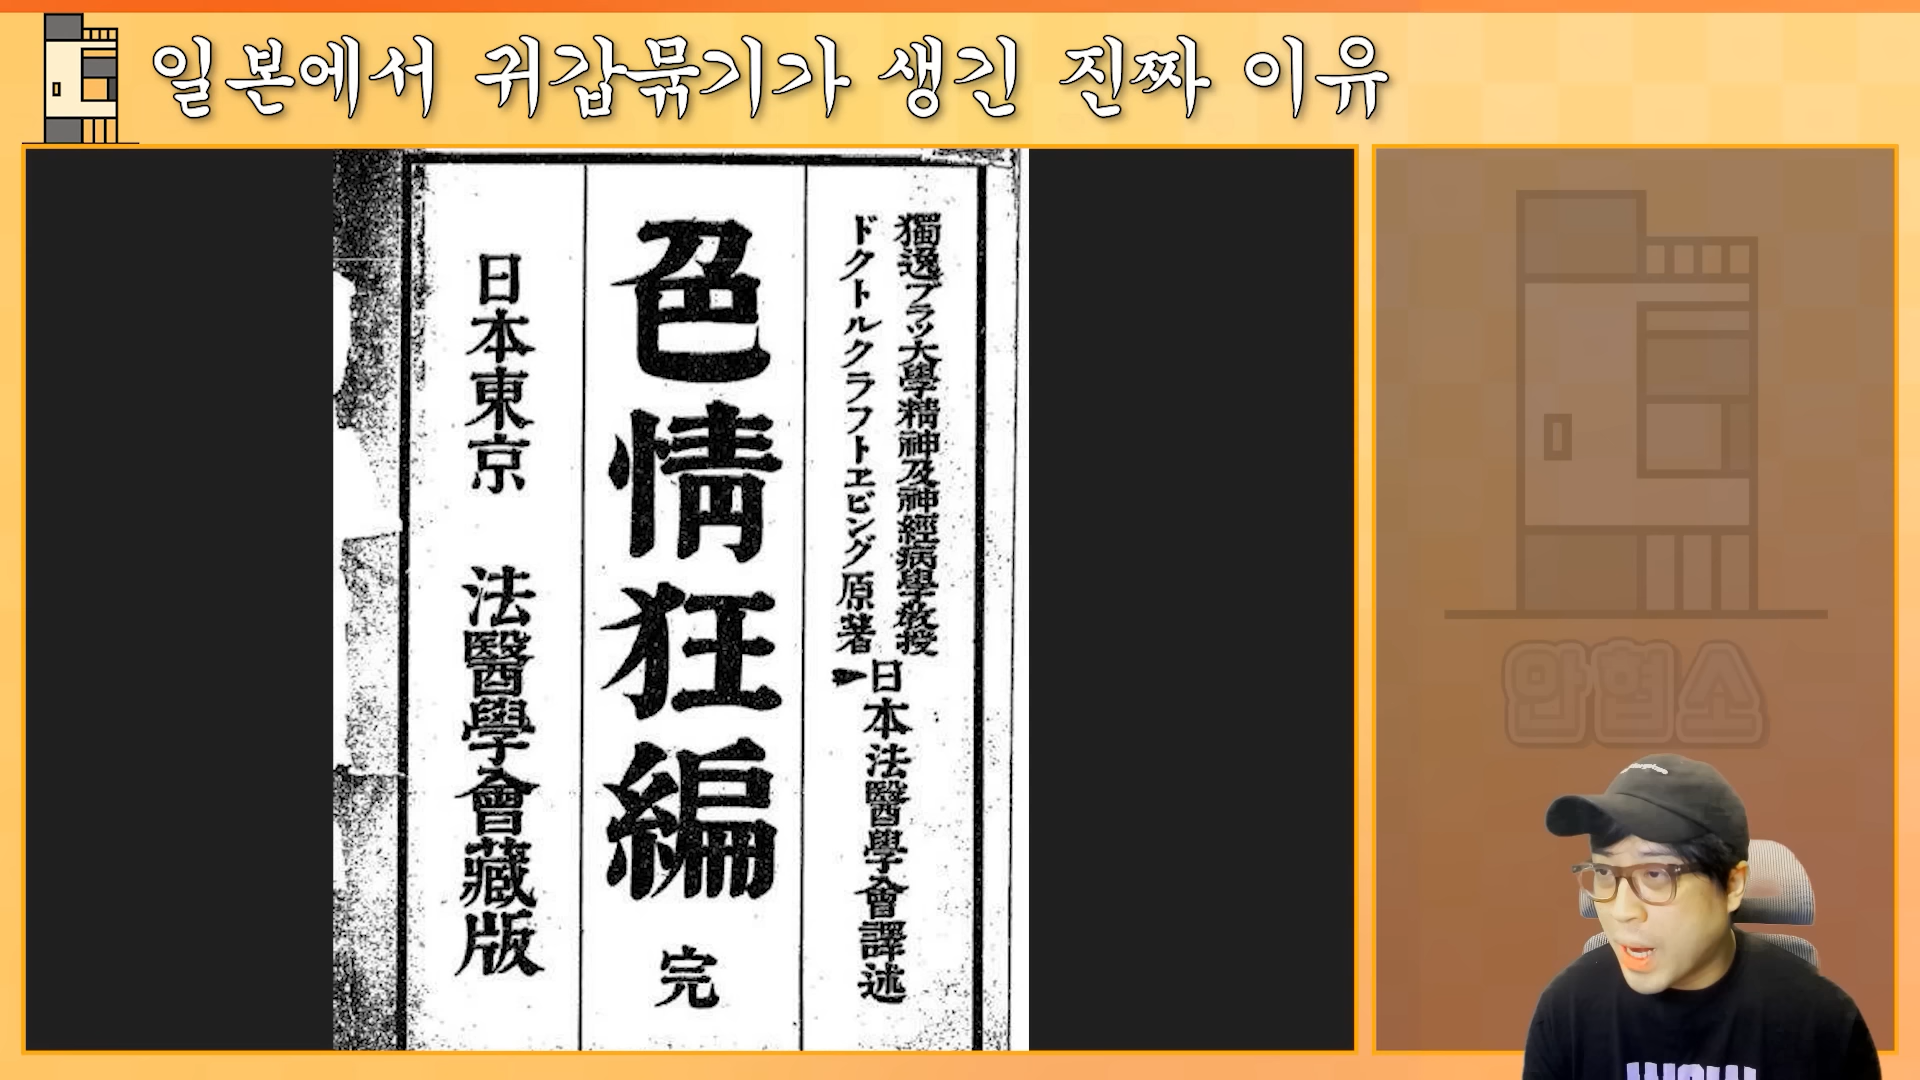 일본에서 귀갑묶기가 생긴 진짜 이유
獨逸ブラッ大學精神及神經病學教授
ドクトルクラフトエビング原著
日本法醫學會譯述
色情狂編 完
日本東京 法醫學會藏版
안협소